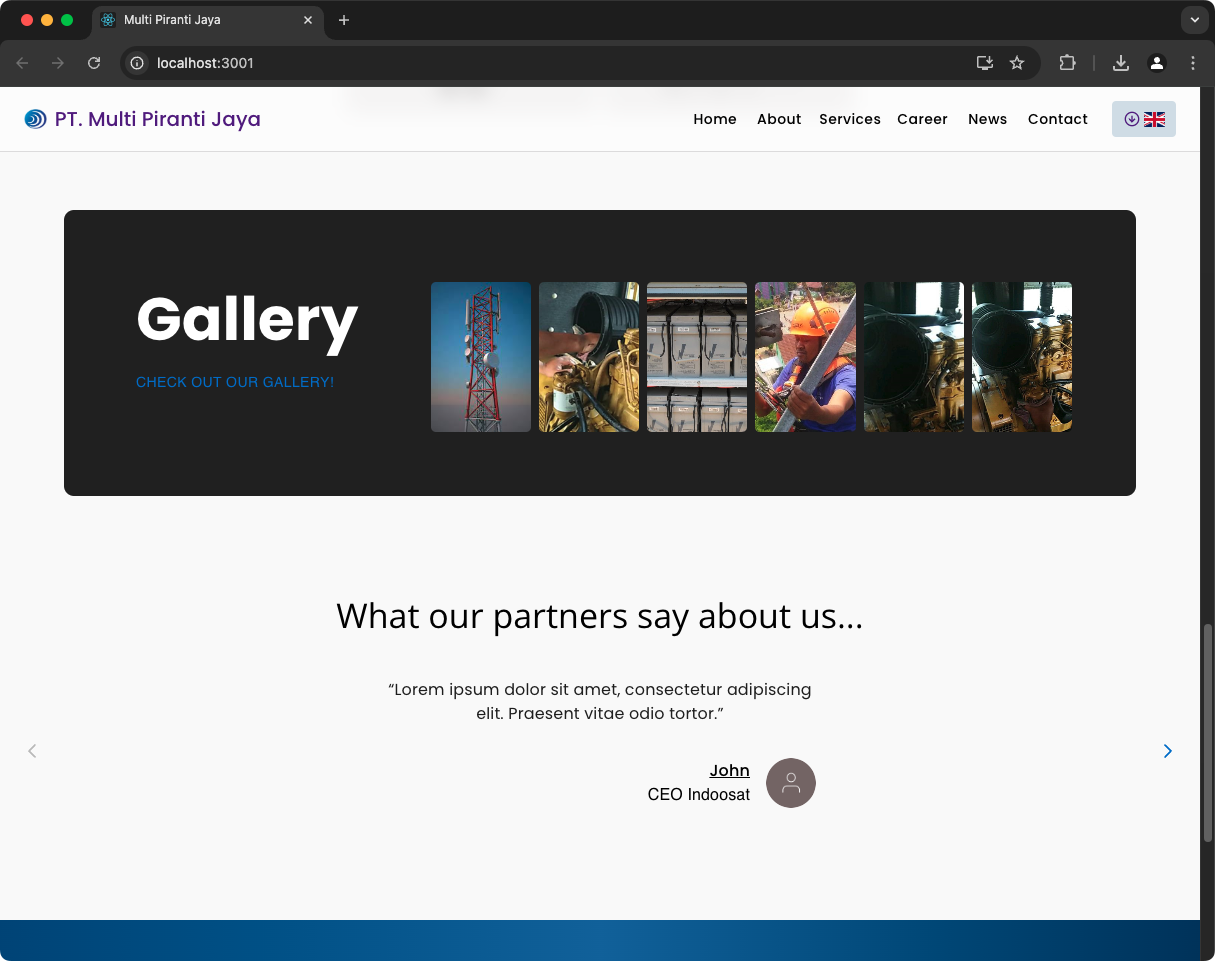 Multi Piranti Jaya
localhost:3001
PT. Multi Piranti Jaya
Home About Services Career News Contact
Gallery
CHECK OUT OUR GALLERY!
What our partners say about us...
“Lorem ipsum dolor sit amet, consectetur adipiscing
elit. Praesent vitae odio tortor.”
John
CEO Indoosat